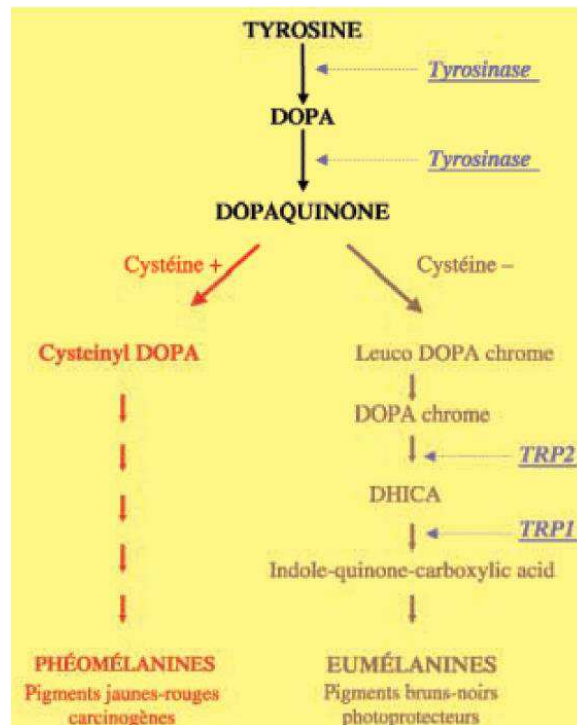 TYROSINE
Tyrosinase
DOPA
Tyrosinase
DOPAQUINONE
Cystéine +
Cystéine –
Cysteinyl DOPA
Leuco DOPA chrome
DOPA chrome
TRP2
DHICA
TRP1
Indole-quinone-carboxylic acid
PHÉOMÉLANINES
Pigments jaunes-rouges
carcinogènes
EUMÉLANINES
Pigments bruns-noirs
photoprotecteurs